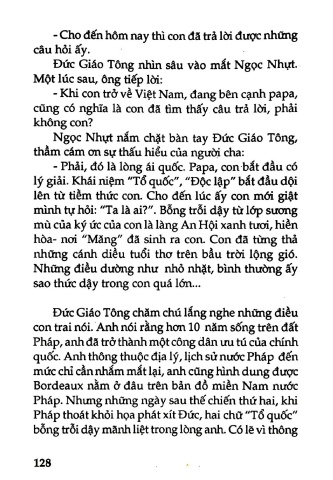 - Cho đến hôm nay thì con đã trả lời được những
câu hỏi ấy.
Đức Giáo Tông nhìn sâu vào mắt Ngọc Nhựt.
Một lúc sau, ông tiếp lời:
- Khi con trở về Việt Nam, đang bên cạnh papa,
cũng có nghĩa là con đã tìm thấy câu trả lời, phải
không con?
Ngọc Nhựt nắm chặt bàn tay Đức Giáo Tông,
thầm cám ơn sự thấu hiểu của người cha:
- Phải, đó là lòng ái quốc. Papa, con bắt đầu có
lý giải. Khái niệm "Tổ quốc", "Độc lập" bắt đầu dội
lên từ tiềm thức con. Cho đến lúc ấy con mới giật
mình tự hỏi: "Ta là ai?". Bỗng trỗi dậy từ lớp sương
mù của ký ức của con là làng An Hội xanh tươi, hiền
hòa- nơi "Măng" đã sinh ra con. Con đã từng thả
những cánh diều tuổi thơ trên bầu trời lộng gió.
Những điều dường như nhỏ nhặt, bình thường ấy
sao thức dậy trong con quá lớn...
Đức Giáo Tông chăm chú lắng nghe những điều
con trai nói. Anh nói rằng hơn 10 năm sống trên đất
Pháp, anh đã trở thành một công dân ưu tú của chính
quốc. Anh thông thuộc địa lý, lịch sử nước Pháp đến
mức chỉ cần nhắm mắt lại, anh cũng hình dung được
Bordeaux nằm ở đâu trên bản đồ miền Nam nước
Pháp. Nhưng những ngày sau thế chiến thứ hai, khi
Pháp thoát khỏi họa phát xít Đức, hai chữ "Tổ quốc"
bỗng trỗi dậy mãnh liệt trong lòng anh. Có lẽ vì thông
128